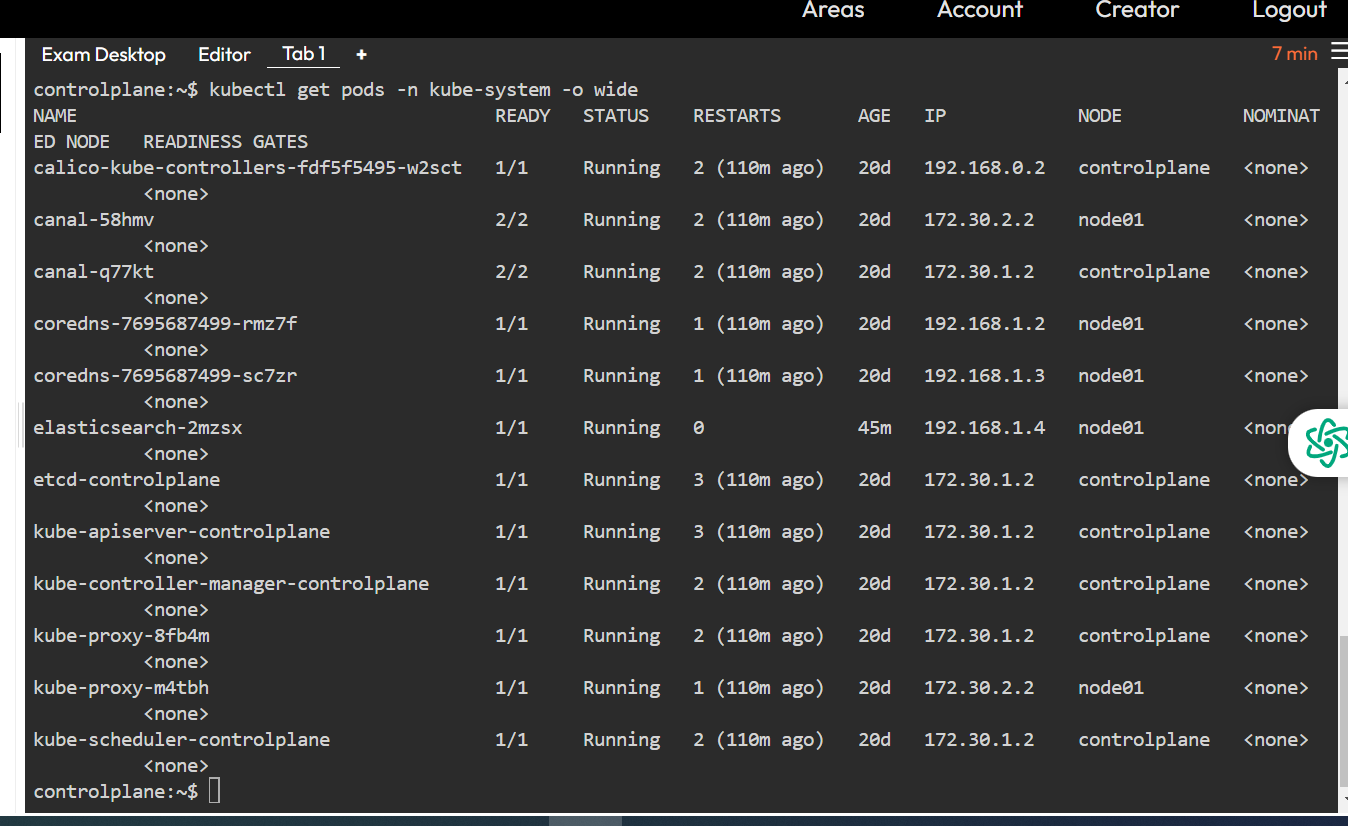 Areas Account Creator Logout
Exam Desktop Editor Tab 1 + 7 min
controlplane:~$ kubectl get pods -n kube-system -o wide
NAME READY STATUS RESTARTS AGE IP NODE NOMINAT
ED NODE READINESS GATES
calico-kube-controllers-fdf5f5495-w2sct 1/1 Running 2 (110m ago) 20d 192.168.0.2 controlplane <none>
<none>
canal-58hmv 2/2 Running 2 (110m ago) 20d 172.30.2.2 node01 <none>
<none>
canal-q77kt 2/2 Running 2 (110m ago) 20d 172.30.1.2 controlplane <none>
<none>
coredns-7695687499-rmz7f 1/1 Running 1 (110m ago) 20d 192.168.1.2 node01 <none>
<none>
coredns-7695687499-sc7zr 1/1 Running 1 (110m ago) 20d 192.168.1.3 node01 <none>
<none>
elasticsearch-2mzsx 1/1 Running 0 45m 192.168.1.4 node01 <non
<none>
etcd-controlplane 1/1 Running 3 (110m ago) 20d 172.30.1.2 controlplane <none>
<none>
kube-apiserver-controlplane 1/1 Running 3 (110m ago) 20d 172.30.1.2 controlplane <none>
<none>
kube-controller-manager-controlplane 1/1 Running 2 (110m ago) 20d 172.30.1.2 controlplane <none>
<none>
kube-proxy-8fb4m 1/1 Running 2 (110m ago) 20d 172.30.1.2 controlplane <none>
<none>
kube-proxy-m4tbh 1/1 Running 1 (110m ago) 20d 172.30.2.2 node01 <none>
<none>
kube-scheduler-controlplane 1/1 Running 2 (110m ago) 20d 172.30.1.2 controlplane <none>
<none>
controlplane:~$